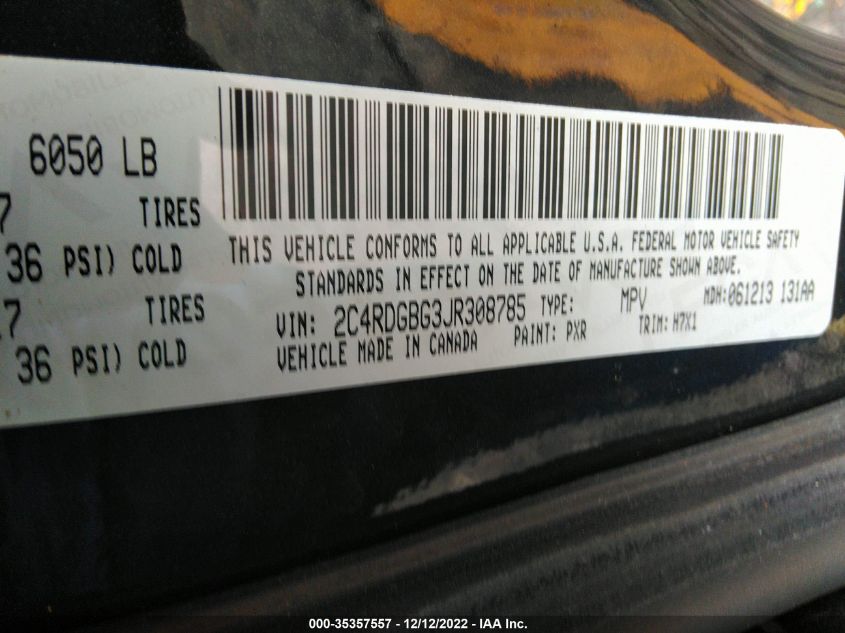 6050 LB
7 TIRES
36 PSI) COLD
7 TIRES
36 PSI) COLD
THIS VEHICLE CONFORMS TO ALL APPLICABLE U.S.A. FEDERAL MOTOR VEHICLE SAFETY
STANDARDS IN EFFECT ON THE DATE OF MANUFACTURE SHOWN ABOVE.
VIN: 2C4RDGBG3JR308785 TYPE: MPV MDH:061213 131AA
VEHICLE MADE IN CANADA PAINT: PXR TRIM: H7X1
000-35357557 - 12/12/2022 - IAA Inc.